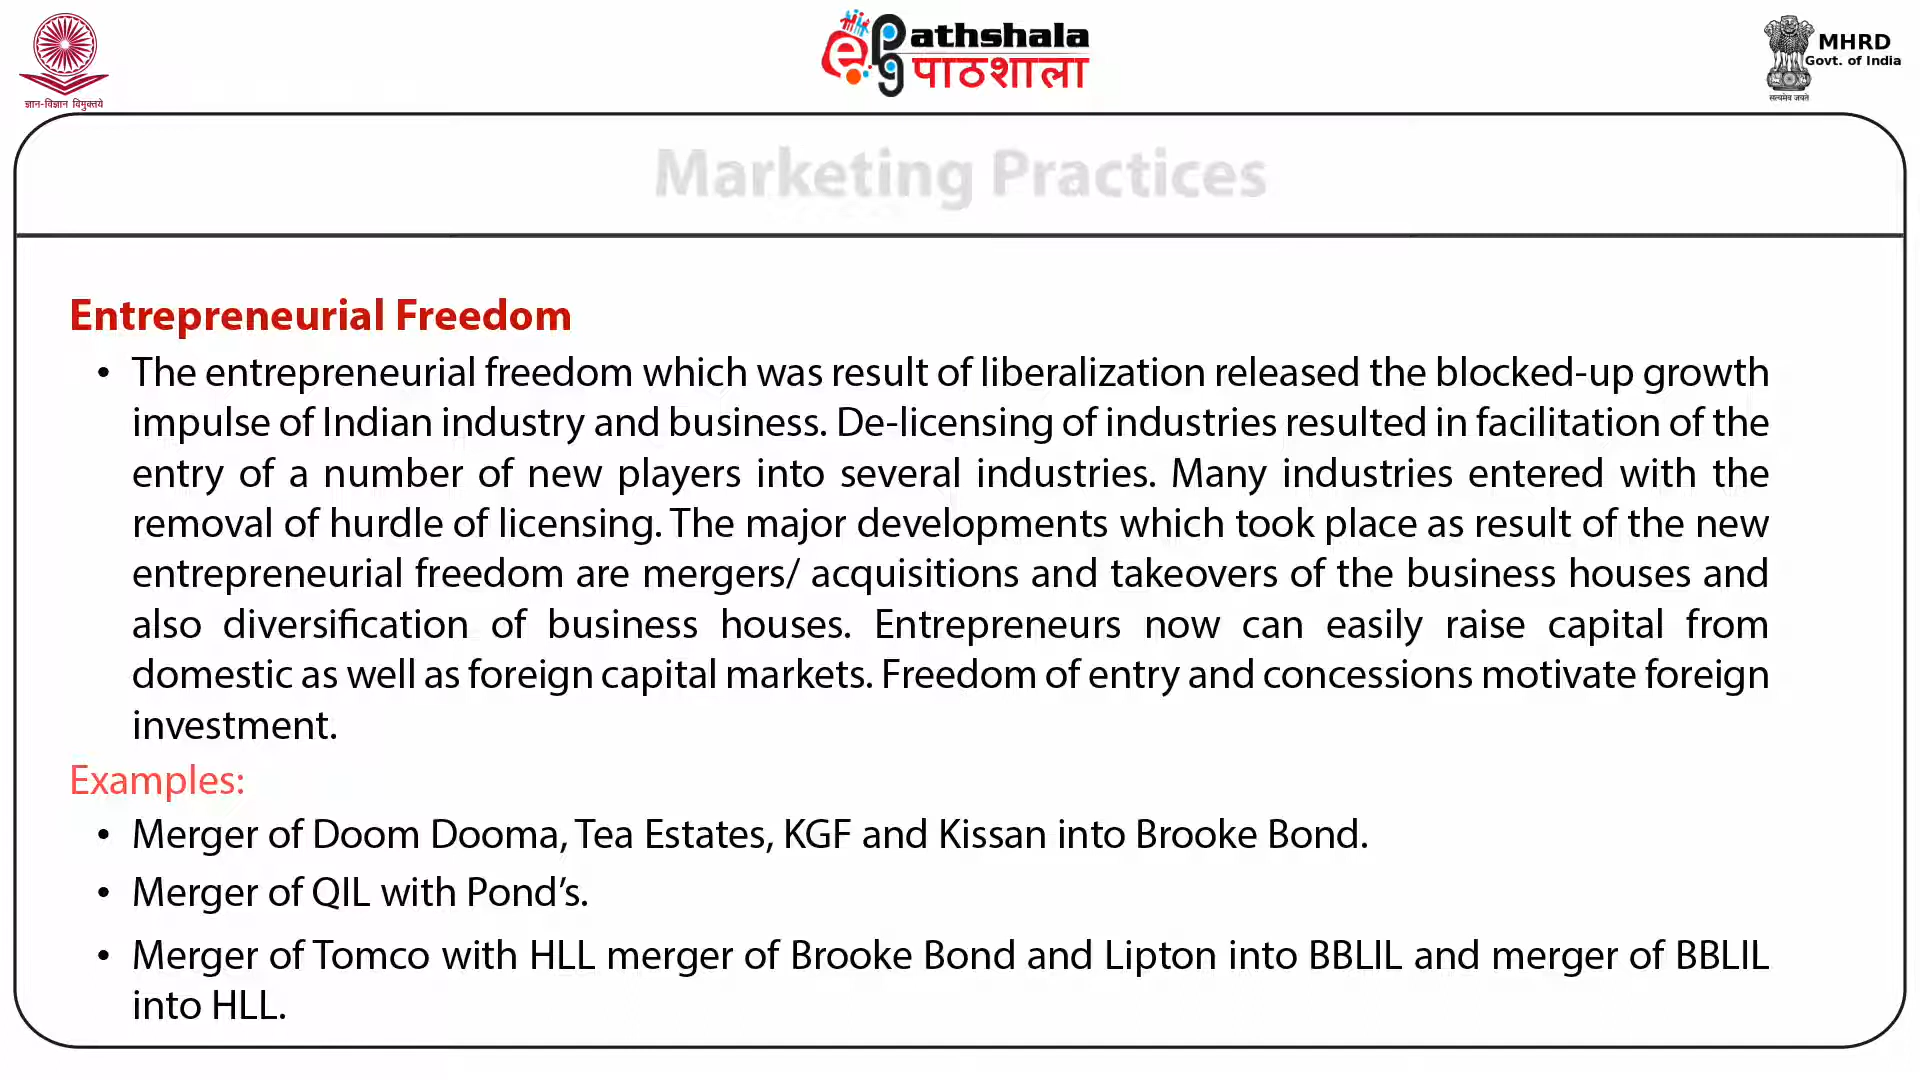 ज्ञान-विज्ञान विमुक्तये
e Pathshala
पाठशाला
MHRD
Govt. of India
सत्यमेव जयते
Marketing Practices
Entrepreneurial Freedom
• The entrepreneurial freedom which was result of liberalization released the blocked-up growth
impulse of Indian industry and business. De-licensing of industries resulted in facilitation of the
entry of a number of new players into several industries. Many industries entered with the
removal of hurdle of licensing. The major developments which took place as result of the new
entrepreneurial freedom are mergers/ acquisitions and takeovers of the business houses and
also diversification of business houses. Entrepreneurs now can easily raise capital from
domestic as well as foreign capital markets. Freedom of entry and concessions motivate foreign
investment.
Examples:
• Merger of Doom Dooma, Tea Estates, KGF and Kissan into Brooke Bond.
• Merger of QIL with Pond’s.
• Merger of Tomco with HLL merger of Brooke Bond and Lipton into BBLIL and merger of BBLIL
into HLL.